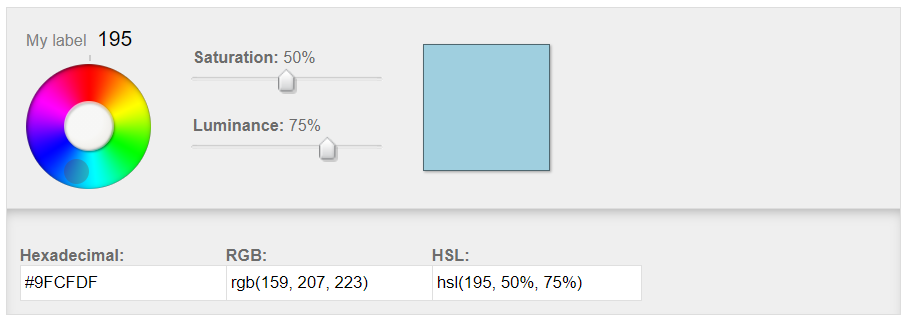 My label 195
Saturation: 50%
Luminance: 75%
Hexadecimal: RGB: HSL:
#9FCFDF rgb(159, 207, 223) hsl(195, 50%, 75%)